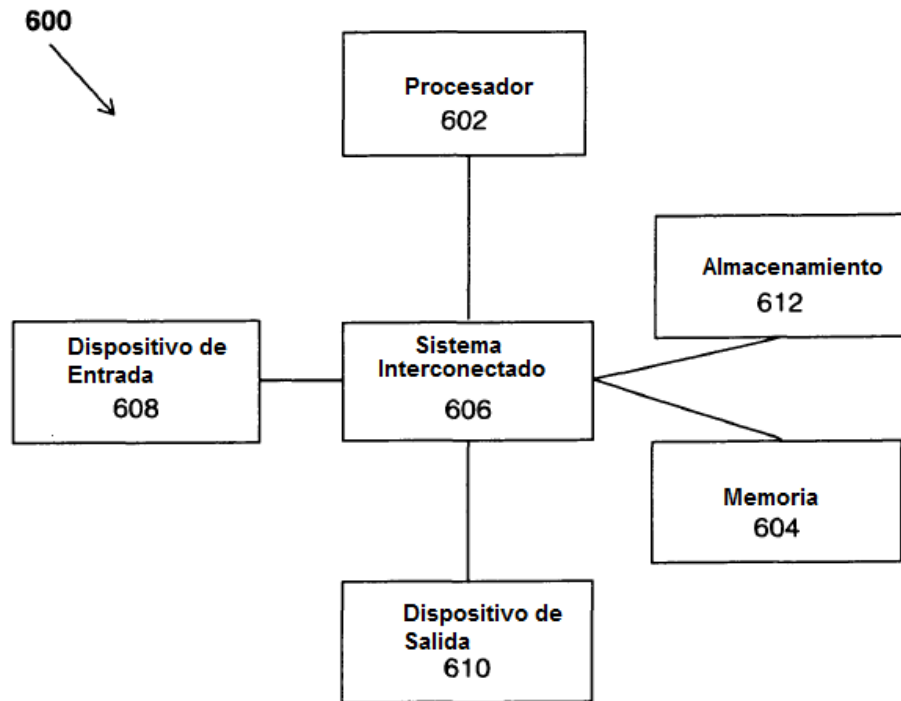 600
Procesador
602
Almacenamiento
612
Dispositivo de
Entrada
608
Sistema
Interconectado
606
Memoria
604
Dispositivo de
Salida
610